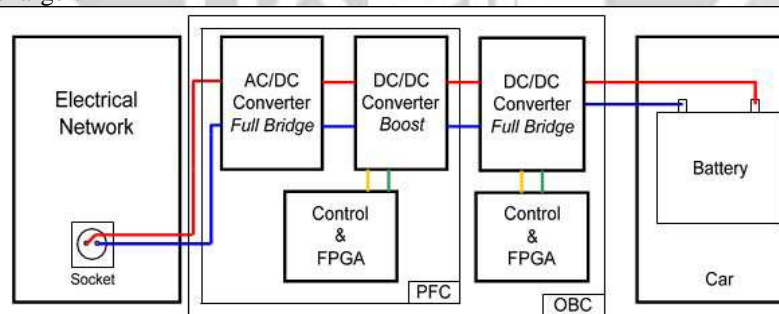 Electrical
Network
Socket
AC/DC
Converter
Full Bridge
DC/DC
Converter
Boost
Control
&
FPGA
PFC
DC/DC
Converter
Full Bridge
Control
&
FPGA
OBC
Battery
Car